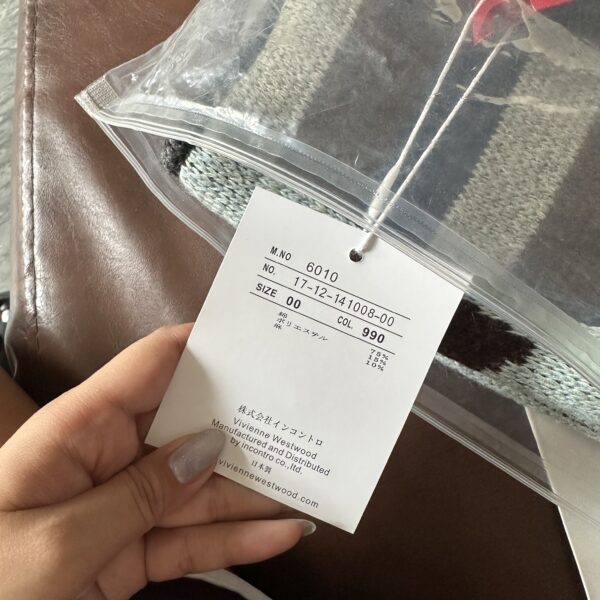 M.NO 6010
NO. 17-12-141008-00
SIZE 00 COL. 990
綿 75%
ポリエステル 15%
麻 10%
株式会社インコントロ
Vivienne Westwood
Manufactured and Distributed
by incontro co.,ltd.
日本製
viviennewestwood.com